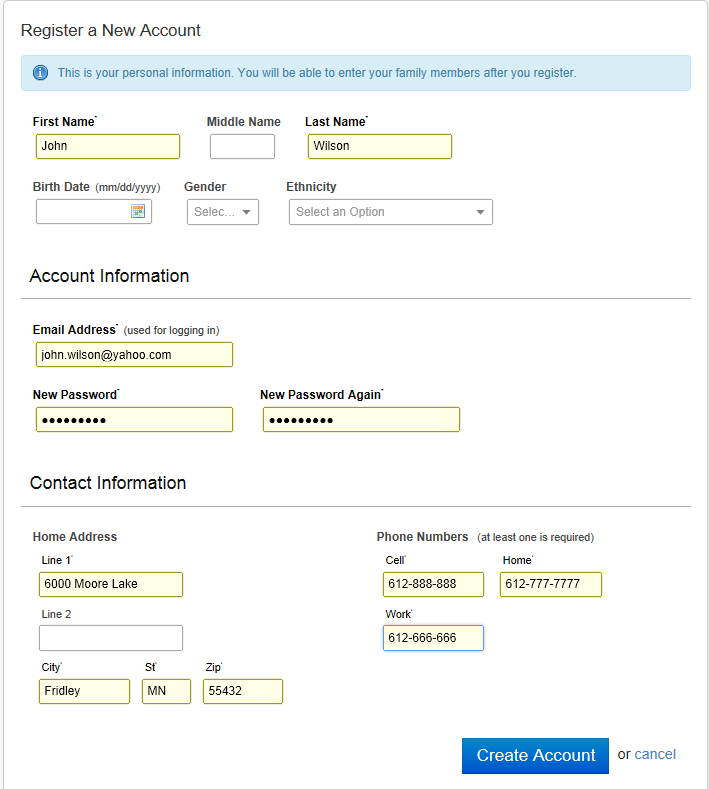 Register a New Account
This is your personal information. You will be able to enter your family members after you register.
First Name* Middle Name Last Name*
John Wilson
Birth Date (mm/dd/yyyy) Gender Ethnicity
Selec... Select an Option
Account Information
Email Address* (used for logging in)
john.wilson@yahoo.com
New Password* New Password Again*
●●●●●●●●● ●●●●●●●●●
Contact Information
Home Address Phone Numbers (at least one is required)
Line 1* Cell* Home*
6000 Moore Lake 612-888-888 612-777-7777
Line 2 Work*
612-666-666
City* St* Zip*
Fridley MN 55432
Create Account or cancel